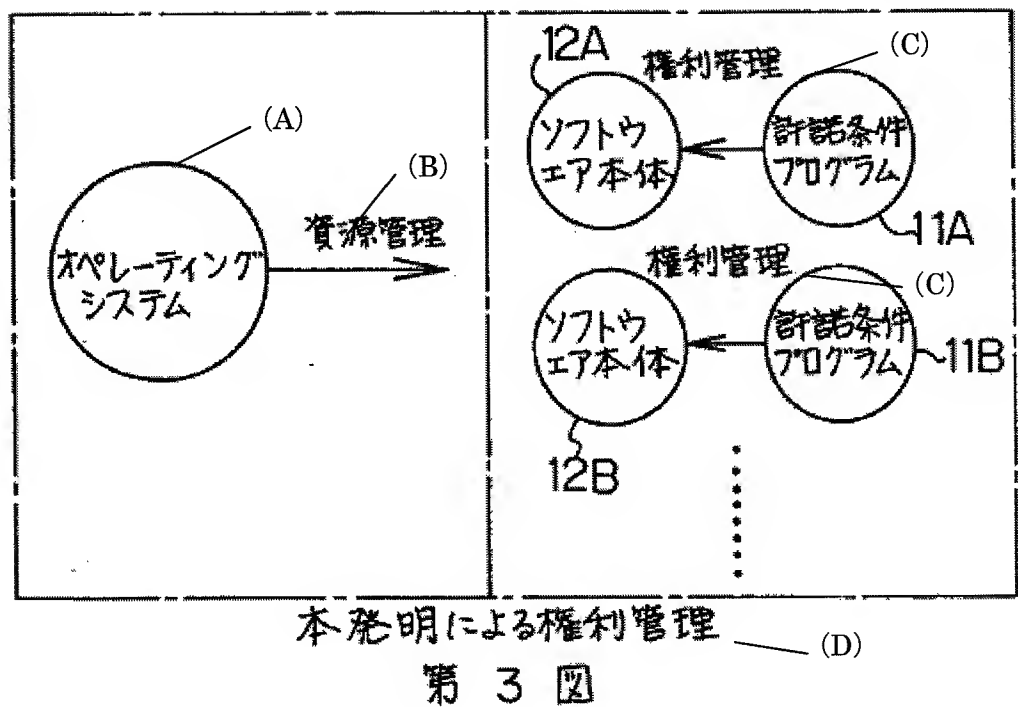 (A)
オペレーティング
システム
(B)
資源管理
12A
権利管理
(C)
ソフトウ
ェア本体
許諾条件
プログラム
11A
権利管理
(C)
ソフトウ
ェア本体
許諾条件
プログラム
11B
12B
本発明による権利管理
(D)
第 3 図